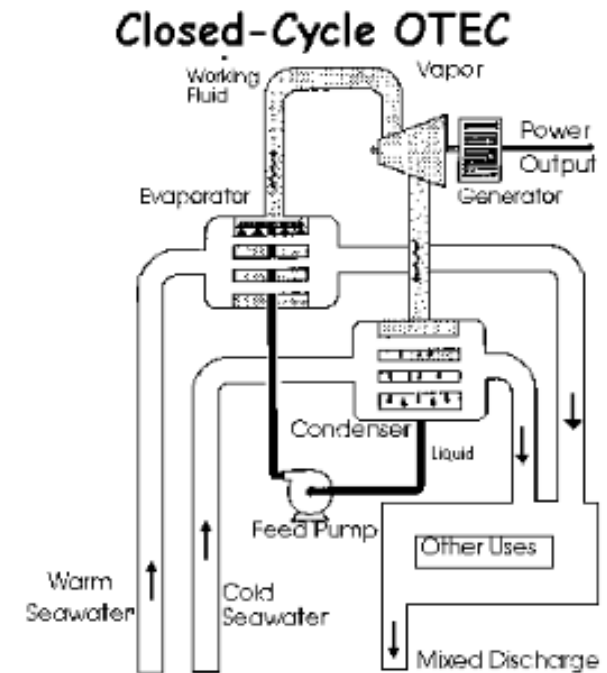 Closed-Cycle OTEC
Working
Fluid
Vapor
Power
Output
Evaporator
Generator
Condenser
Liquid
Feed Pump
Other Uses
Warm
Seawater
Cold
Seawater
Mixed Discharge